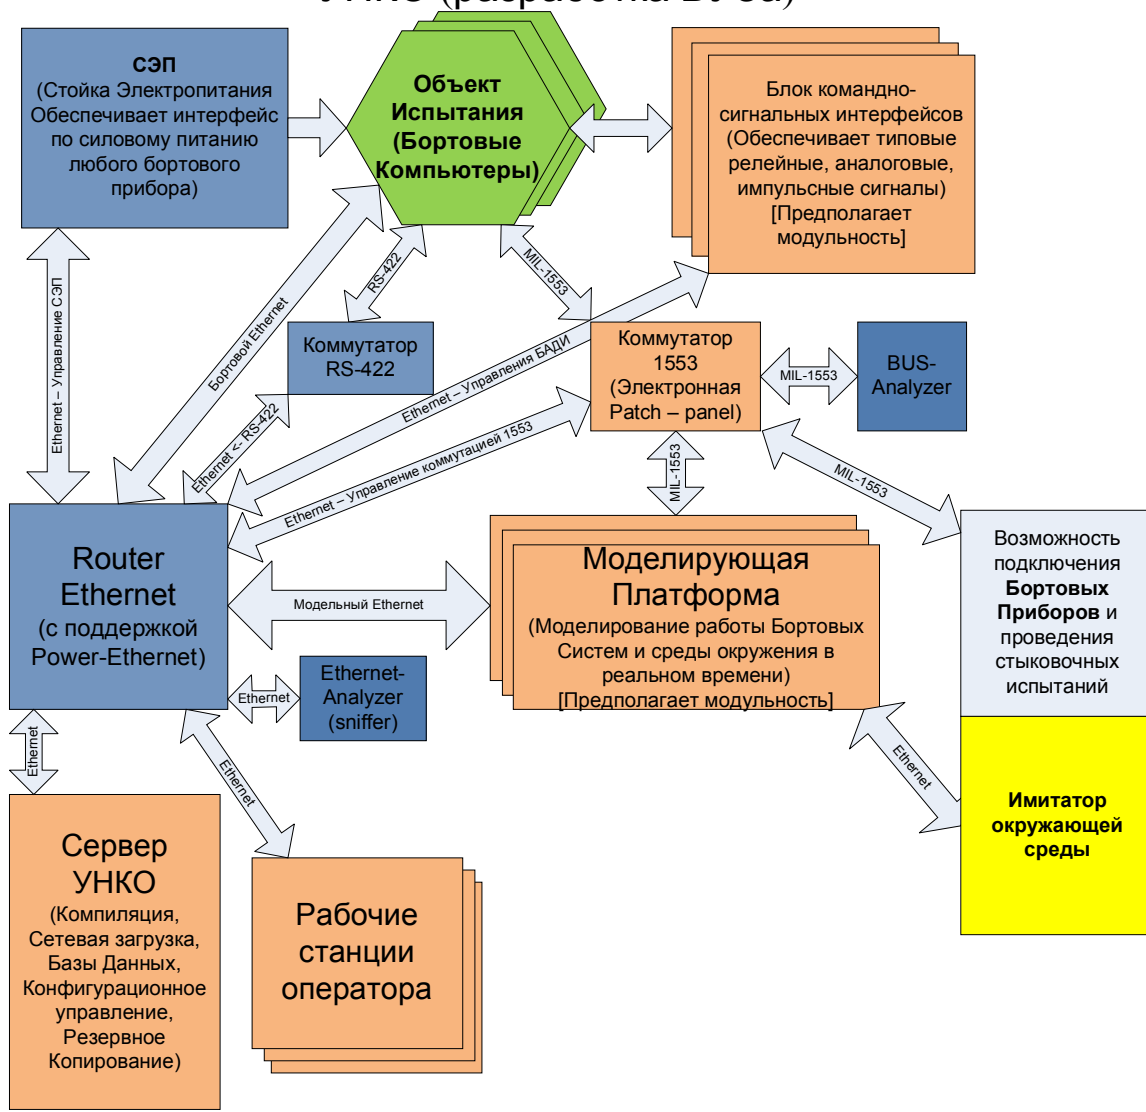 СЭП
(Стойка Электропитания
Обеспечивает интерфейс
по силовому питанию
любого бортового
прибора)
Объект
Испытания
(Бортовые
Компьютеры)
Блок командно-
сигнальных интерфейсов
(Обеспечивает типовые
релейные, аналоговые,
импульсные сигналы)
[Предполагает
модульность]
Ethernet – Управление СЭП
Бортовой Ethernet
RS-422
MIL-1553
Коммутатор
RS-422
Ethernet – Управления БАДИ
Коммутатор
1553
(Электронная
Patch – panel)
MIL-1553
BUS-
Analyzer
Ethernet <- RS-422
Ethernet – Управление коммутацией 1553
MIL-1553
MIL-1553
Router
Ethernet
(с поддержкой
Power-Ethernet)
Модельный Ethernet
Моделирующая
Платформа
(Моделирование работы Бортовых
Систем и среды окружения в
реальном времени)
[Предполагает модульность]
Возможность
подключения
Бортовых
Приборов и
проведения
стыковочных
испытаний
Ethernet
Ethernet-
Analyzer
(sniffer)
Ethernet
Ethernet
Ethernet
Имитатор
окружающей
среды
Сервер
УНКО
(Компиляция,
Сетевая загрузка,
Базы Данных,
Конфигурационное
управление,
Резервное
Копирование)
Рабочие
станции
оператора